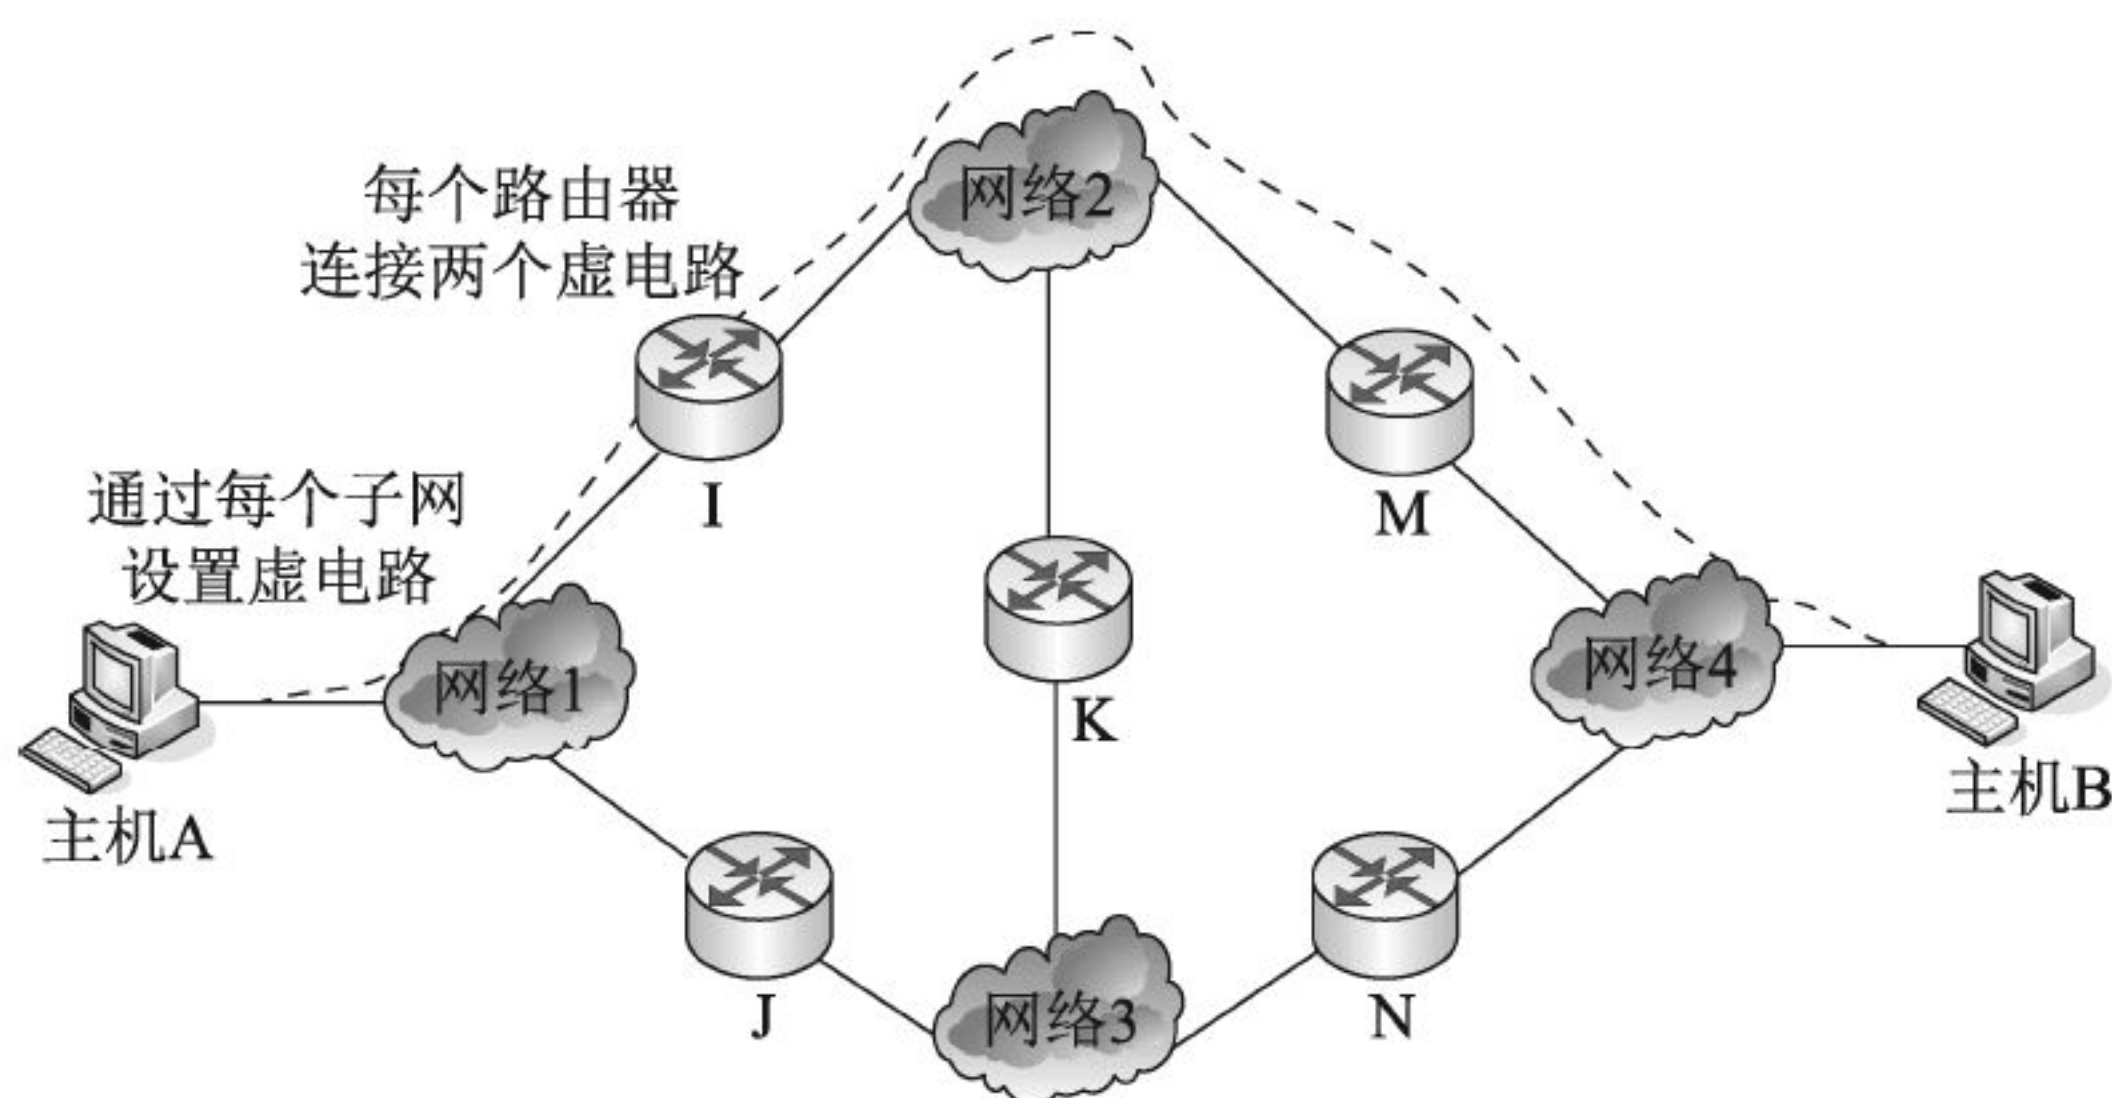 网络2
每个路由器
连接两个虚电路
I
M
通过每个子网
设置虚电路
网络1
网络4
K
主机A
主机B
J
网络3
N